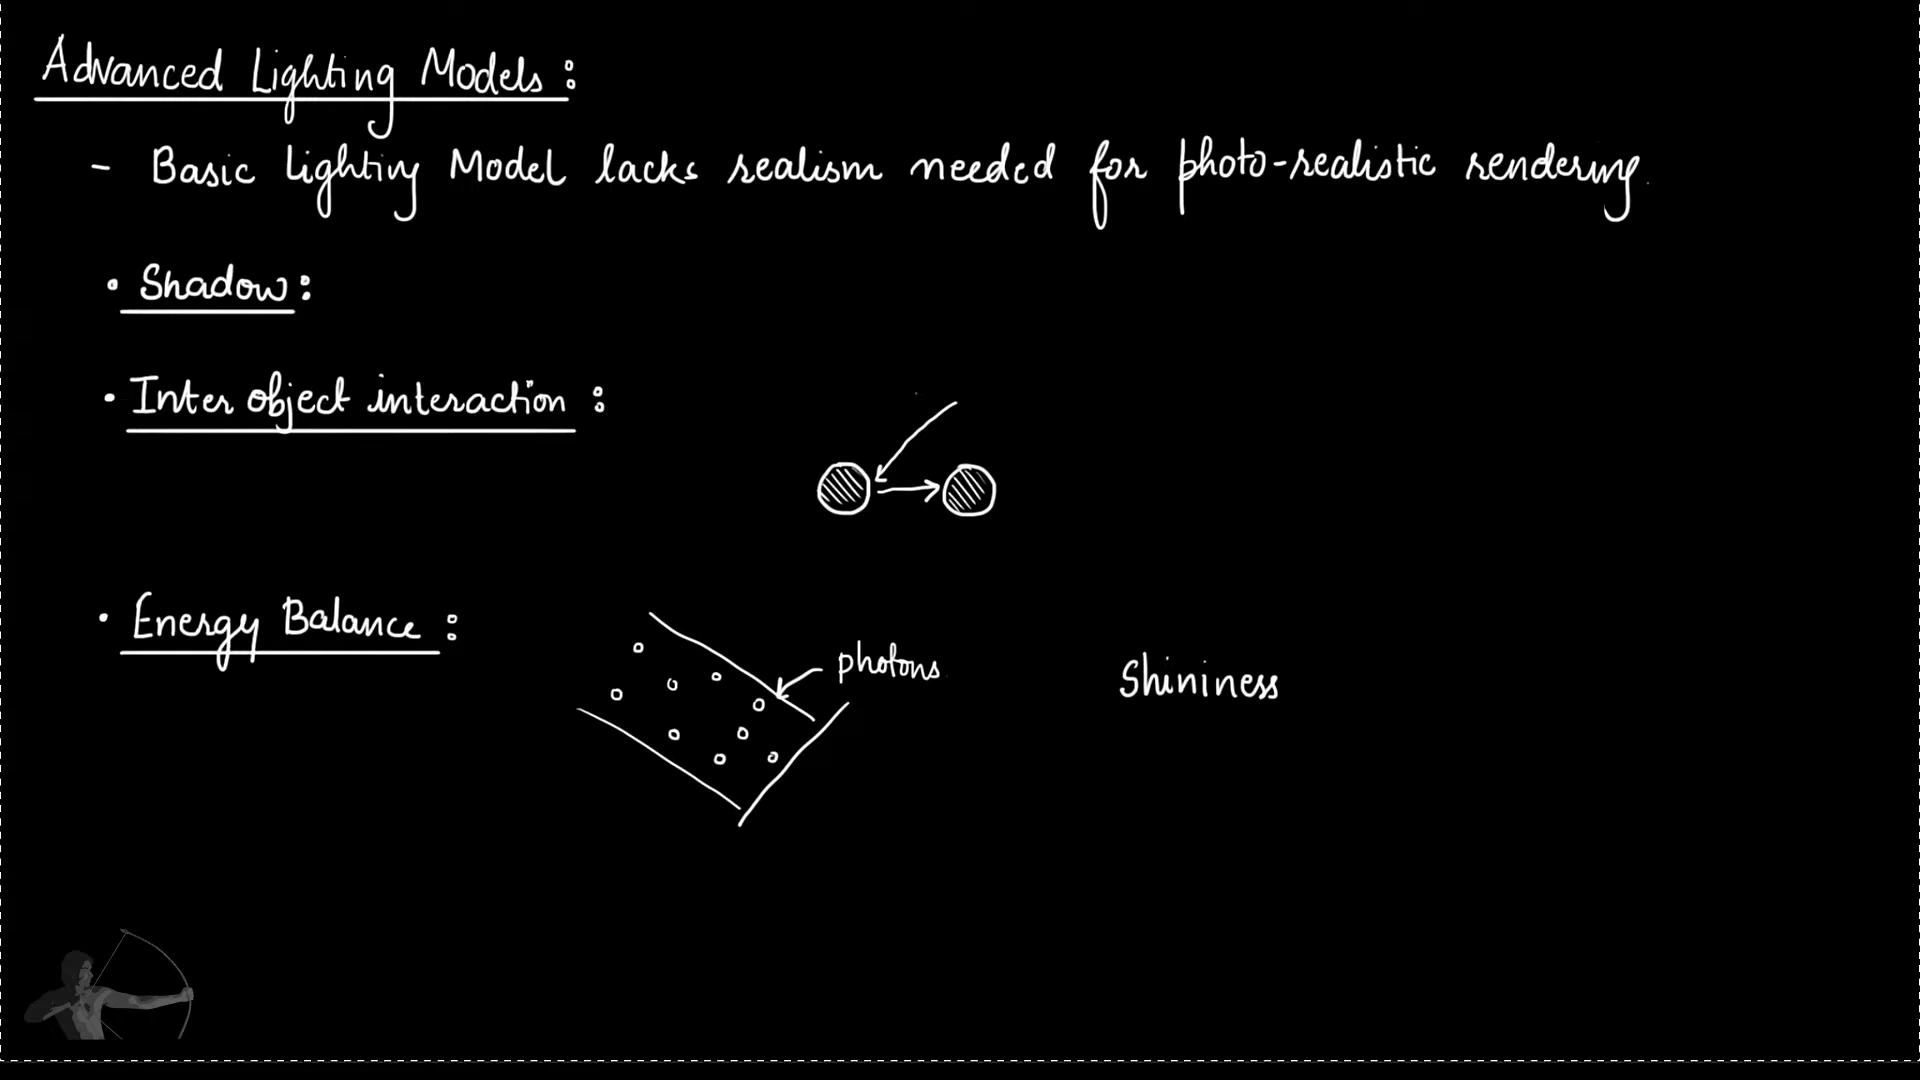 Advanced Lighting Models :
- Basic Lighting Model lacks realism needed for photo-realistic rendering.
• Shadow :
• Inter object interaction :
• Energy Balance :
photons
Shininess